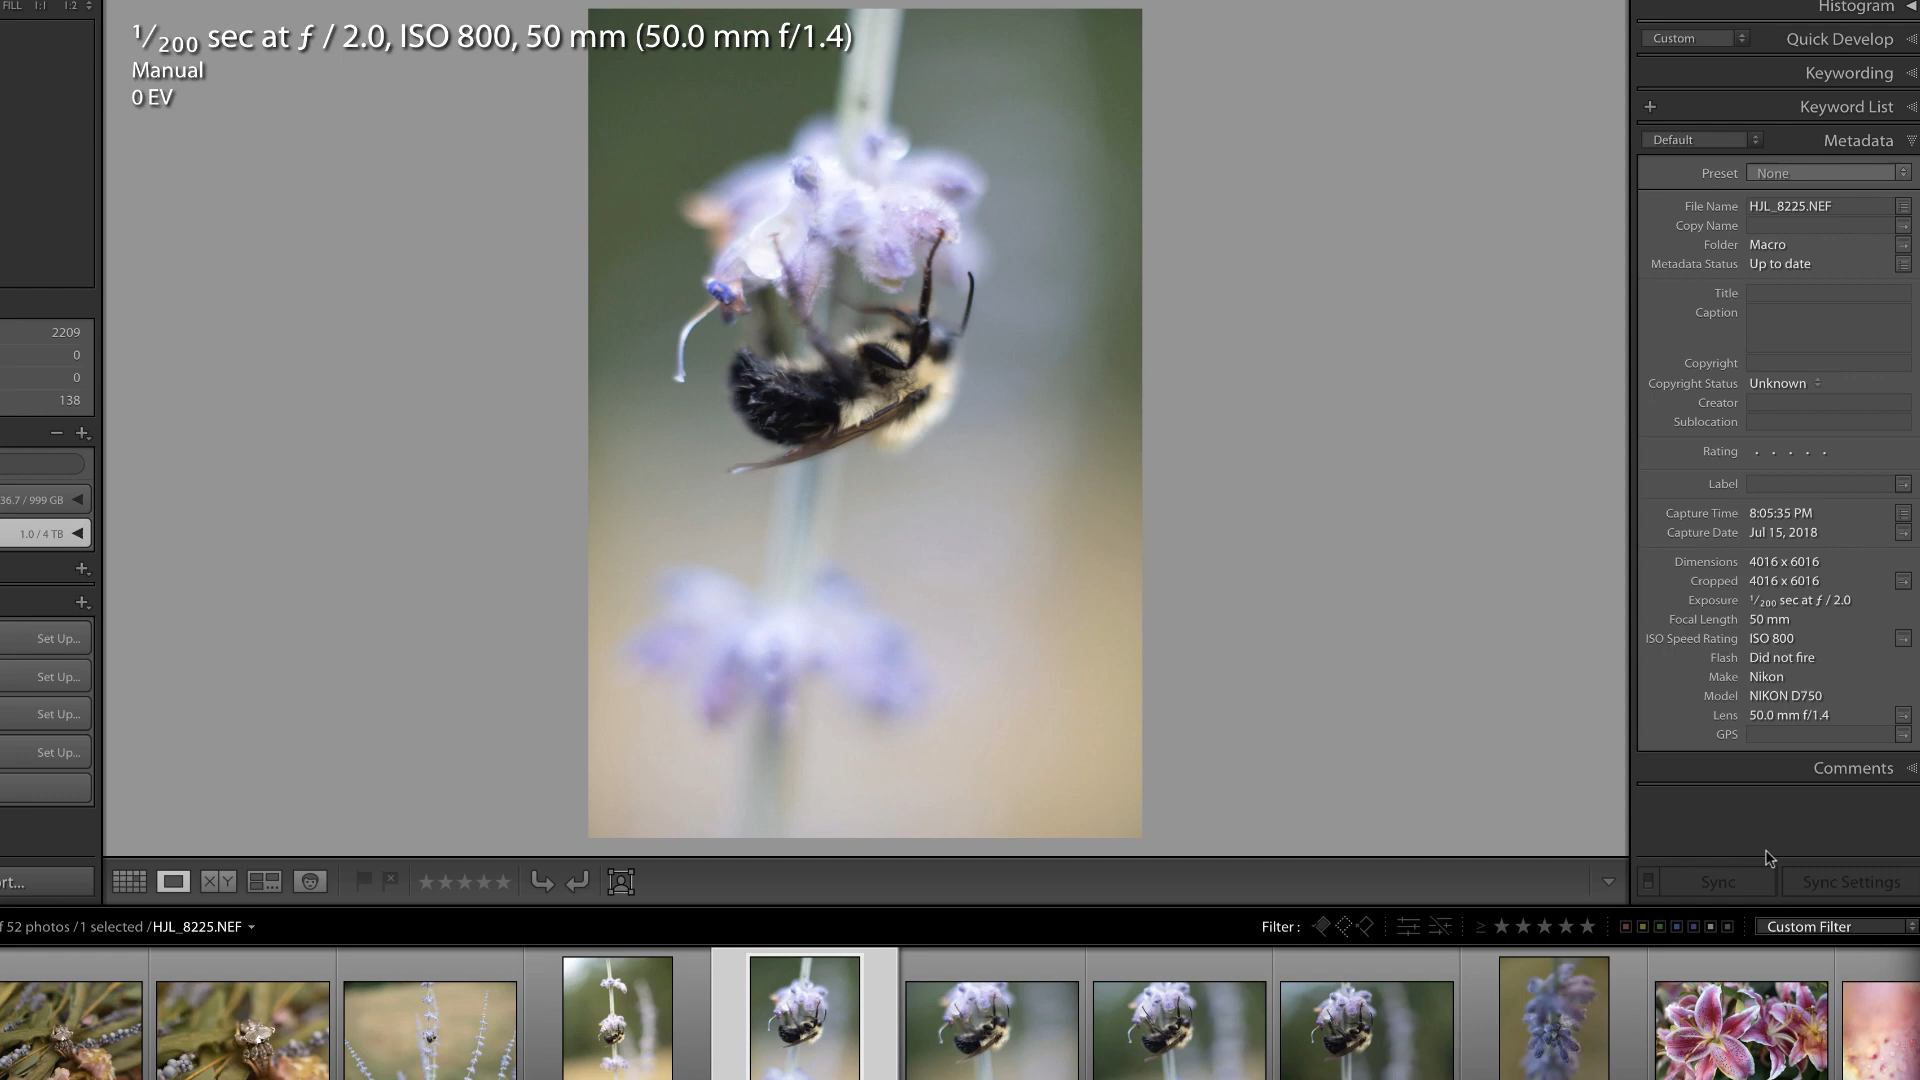 FILL 1:1 1:2
Histogram
1/200 sec at ƒ / 2.0, ISO 800, 50 mm (50.0 mm f/1.4)
Manual
0 EV
Custom Quick Develop
Keywording
+ Keyword List
Default Metadata
Preset None
File Name HJL_8225.NEF
Copy Name
Folder Macro
Metadata Status Up to date
Title
Caption
Copyright
Copyright Status Unknown
Creator
Sublocation
Rating . . . . .
Label
Capture Time 8:05:35 PM
Capture Date Jul 15, 2018
Dimensions 4016 x 6016
Cropped 4016 x 6016
Exposure 1/200 sec at ƒ / 2.0
Focal Length 50 mm
ISO Speed Rating ISO 800
Flash Did not fire
Make Nikon
Model NIKON D750
Lens 50.0 mm f/1.4
GPS
Comments
2209
0
0
138
36.7 / 999 GB
1.0 / 4 TB
Set Up...
Set Up...
Set Up...
Set Up...
rt...
X Y
Sync Sync Settings
f 52 photos / 1 selected / HJL_8225.NEF
Filter : ≥ Custom Filter